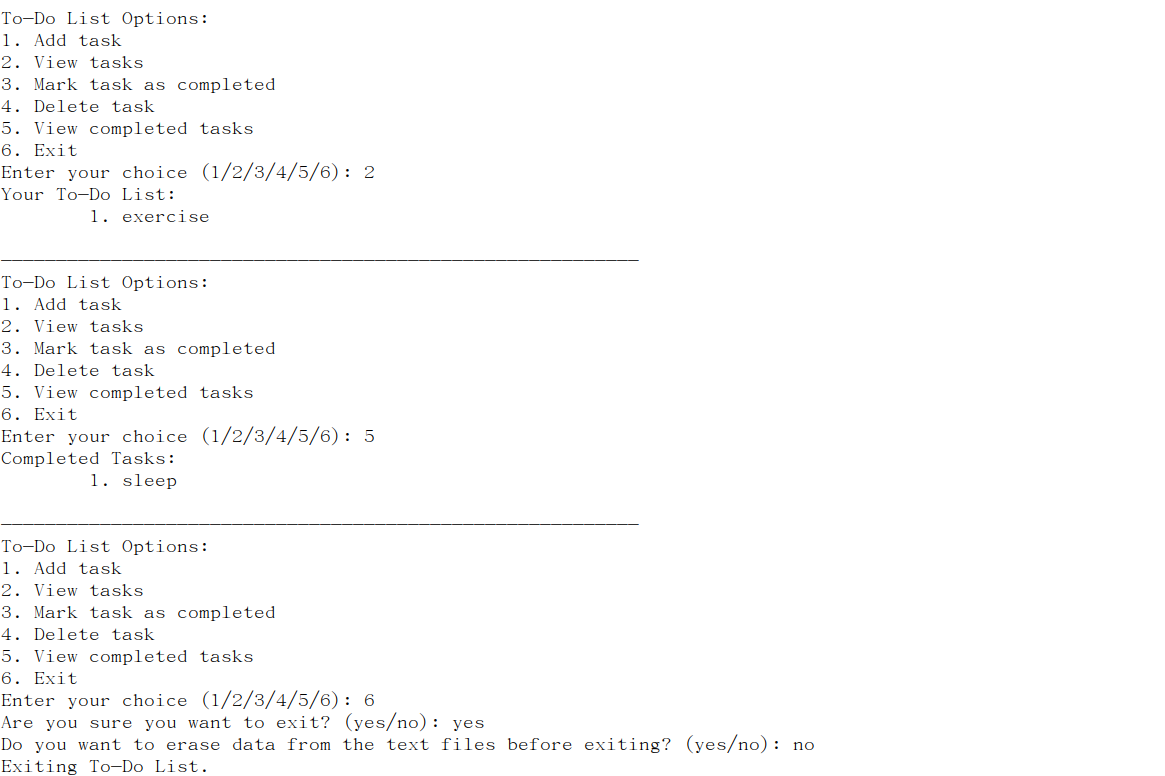 To-Do List Options:
1. Add task
2. View tasks
3. Mark task as completed
4. Delete task
5. View completed tasks
6. Exit
Enter your choice (1/2/3/4/5/6): 2
Your To-Do List:
        1. exercise
__________________________________________________________
To-Do List Options:
1. Add task
2. View tasks
3. Mark task as completed
4. Delete task
5. View completed tasks
6. Exit
Enter your choice (1/2/3/4/5/6): 5
Completed Tasks:
        1. sleep
__________________________________________________________
To-Do List Options:
1. Add task
2. View tasks
3. Mark task as completed
4. Delete task
5. View completed tasks
6. Exit
Enter your choice (1/2/3/4/5/6): 6
Are you sure you want to exit? (yes/no): yes
Do you want to erase data from the text files before exiting? (yes/no): no
Exiting To-Do List.